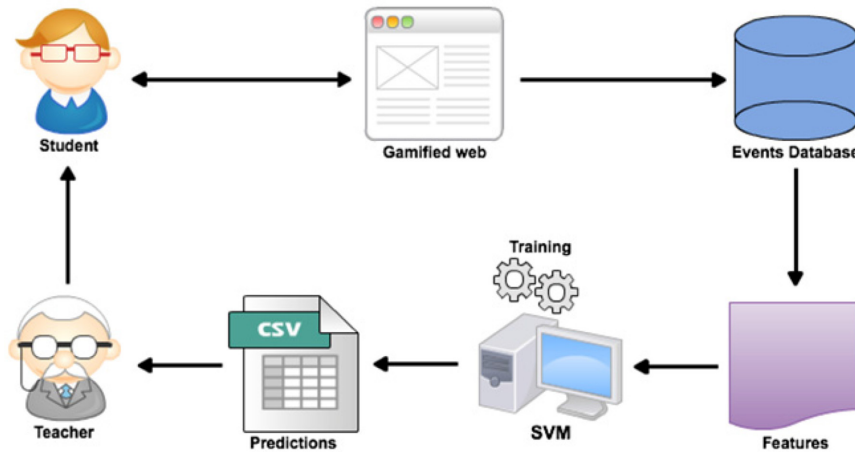 Student
Gamified web
Events Database
Training
CSV
Teacher
Predictions
SVM
Features